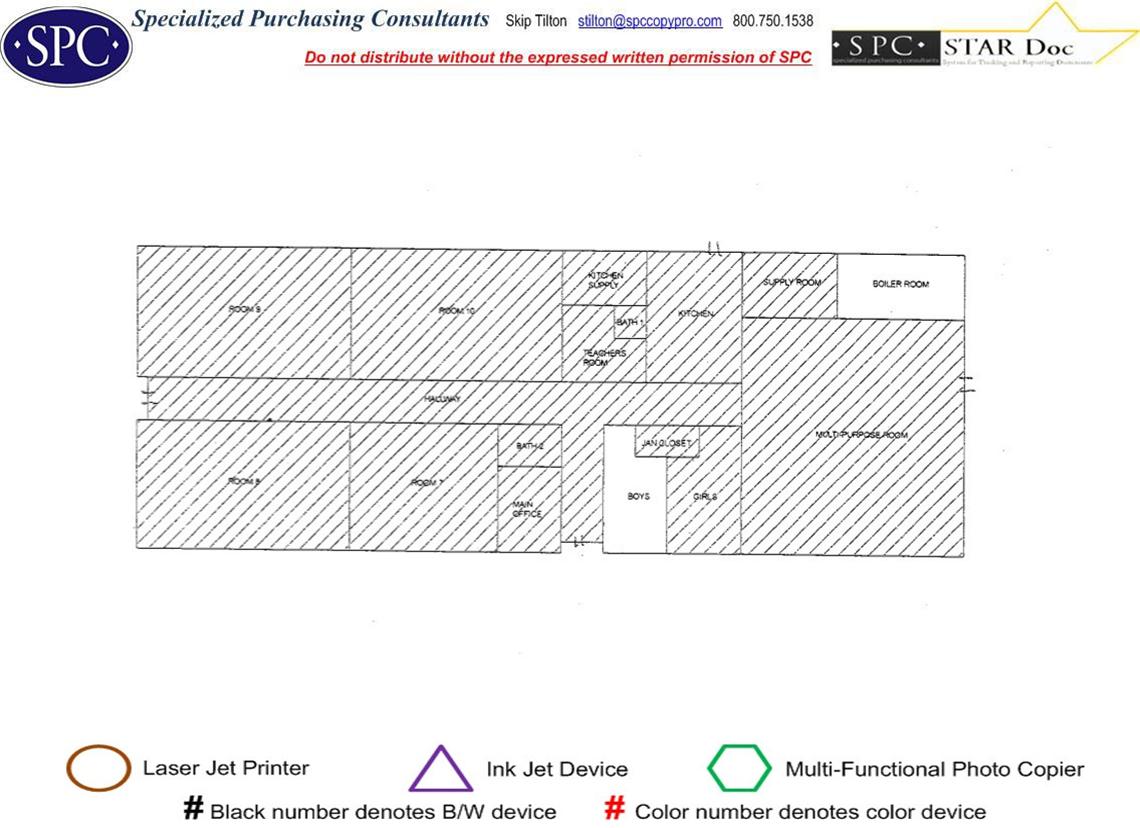 Specialized Purchasing Consultants Skip Tilton stilton@spccopypro.com 800.750.1538
·SPC·
Do not distribute without the expressed written permission of SPC
·SPC· STAR Doc
specialized purchasing consultants System for Tracking and Reporting Documents
KITCHEN
SUPPLY
SUPPLY ROOM
BOILER ROOM
ROOM 9
ROOM 10
BATH 1
KITCHEN
TEACHERS
ROOM
HALLWAY
MULTI-PURPOSE ROOM
BATH 2
JAN CLOSET
ROOM 8
ROOM 7
BOYS
GIRLS
MAIN
OFFICE
Laser Jet Printer
Ink Jet Device
Multi-Functional Photo Copier
# Black number denotes B/W device
# Color number denotes color device